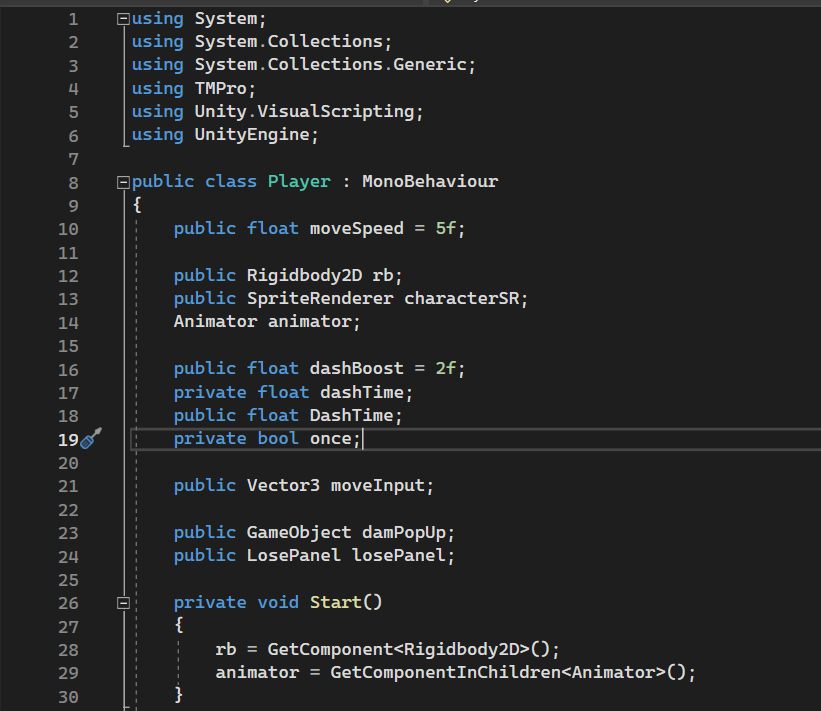 1 using System;
2 using System.Collections;
3 using System.Collections.Generic;
4 using TMPro;
5 using Unity.VisualScripting;
6 using UnityEngine;
7
8 public class Player : MonoBehaviour
9 {
10     public float moveSpeed = 5f;
11
12     public Rigidbody2D rb;
13     public SpriteRenderer characterSR;
14     Animator animator;
15
16     public float dashBoost = 2f;
17     private float dashTime;
18     public float DashTime;
19     private bool once;
20
21     public Vector3 moveInput;
22
23     public GameObject damPopUp;
24     public LosePanel losePanel;
25
26     private void Start()
27     {
28         rb = GetComponent<Rigidbody2D>();
29         animator = GetComponentInChildren<Animator>();
30     }